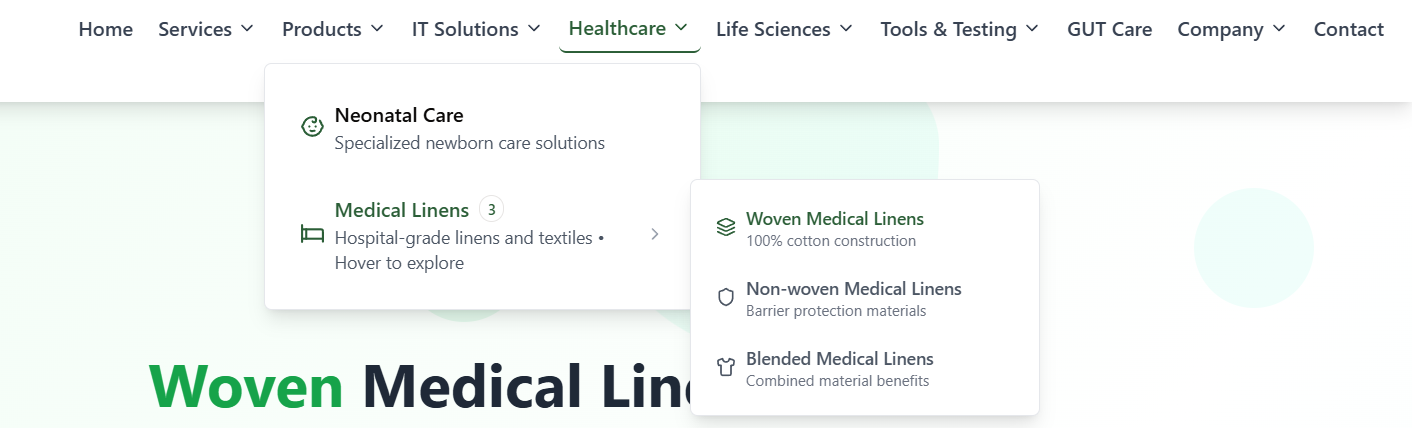 Home Services Products IT Solutions Healthcare Life Sciences Tools & Testing GUT Care Company Contact
Neonatal Care
Specialized newborn care solutions
Medical Linens 3
Hospital-grade linens and textiles •
Hover to explore
Woven Medical Linens
100% cotton construction
Non-woven Medical Linens
Barrier protection materials
Blended Medical Linens
Combined material benefits
Woven Medical Lin